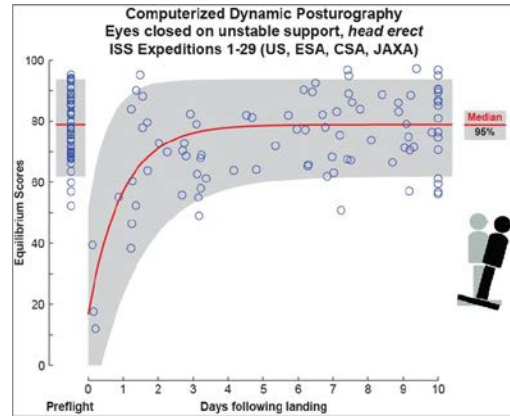 Computerized Dynamic Posturography
Eyes closed on unstable support, head erect
ISS Expeditions 1-29 (US, ESA, CSA, JAXA)
100
80
60
40
20
0
Equilibrium Scores
Median
95%
0 1 2 3 4 5 6 7 8 9 10
Preflight Days following landing